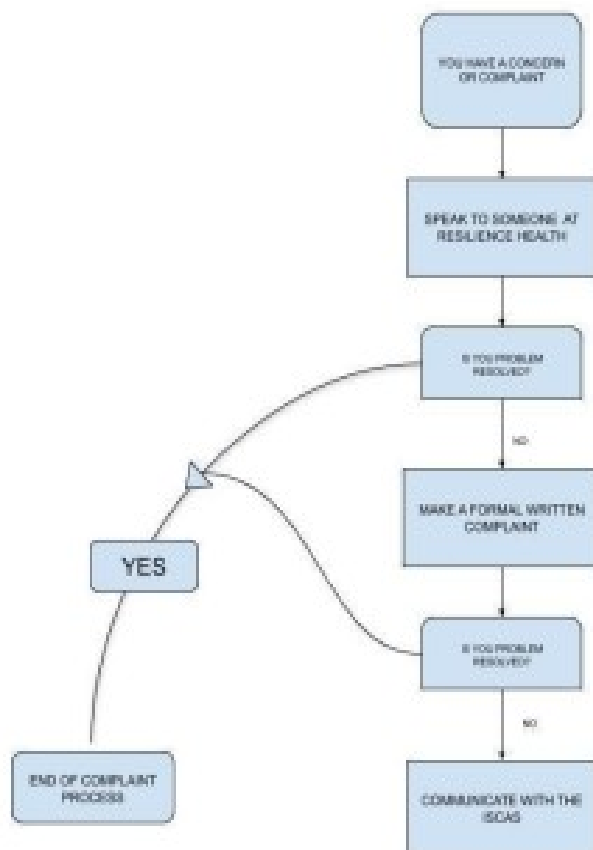 YOU HAVE A CONCERN
OR COMPLAINT
SPEAK TO SOMEONE AT
RESILIENCE HEALTH
IS YOU PROBLEM
RESOLVED?
NO
MAKE A FORMAL WRITTEN
COMPLAINT
YES
IS YOU PROBLEM
RESOLVED?
NO
END OF COMPLAINT
PROCESS
COMMUNICATE WITH THE
ISCAS